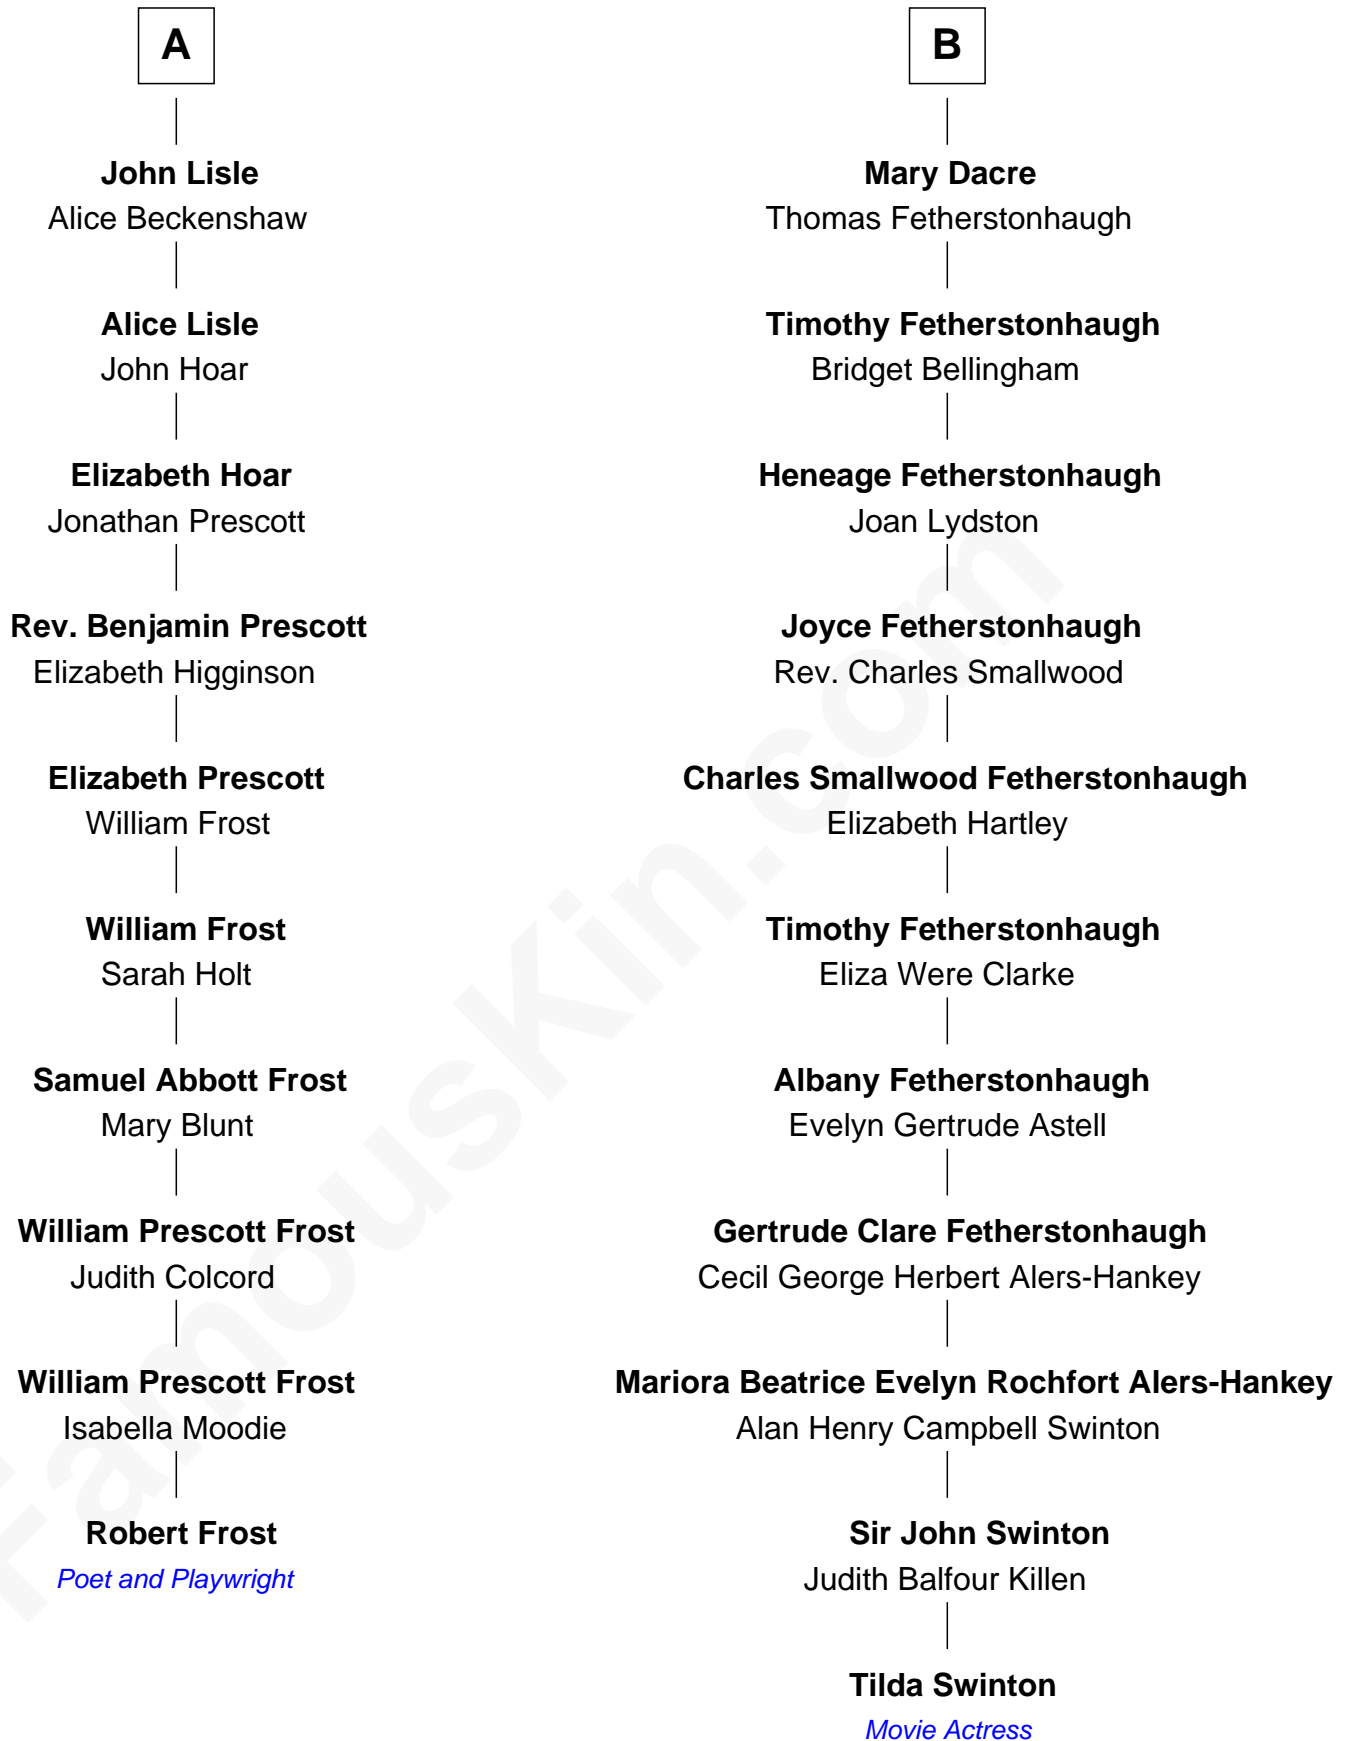 A
John Lisle
Alice Beckenshaw
Alice Lisle
John Hoar
Elizabeth Hoar
Jonathan Prescott
Rev. Benjamin Prescott
Elizabeth Higginson
Elizabeth Prescott
William Frost
William Frost
Sarah Holt
Samuel Abbott Frost
Mary Blunt
William Prescott Frost
Judith Colcord
William Prescott Frost
Isabella Moodie
Robert Frost
Poet and Playwright
B
Mary Dacre
Thomas Fetherstonhaugh
Timothy Fetherstonhaugh
Bridget Bellingham
Heneage Fetherstonhaugh
Joan Lydston
Joyce Fetherstonhaugh
Rev. Charles Smallwood
Charles Smallwood Fetherstonhaugh
Elizabeth Hartley
Timothy Fetherstonhaugh
Eliza Were Clarke
Albany Fetherstonhaugh
Evelyn Gertrude Astell
Gertrude Clare Fetherstonhaugh
Cecil George Herbert Alers-Hankey
Mariora Beatrice Evelyn Rochfort Alers-Hankey
Alan Henry Campbell Swinton
Sir John Swinton
Judith Balfour Killen
Tilda Swinton
Movie Actress
FamousKin.com